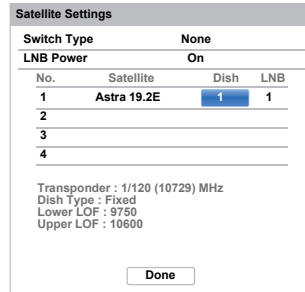 Satellite Settings
Switch Type None
LNB Power On
No. Satellite Dish LNB
1 Astra 19.2E 1 1
2
3
4
Transponder : 1/120 (10729) MHz
Dish Type : Fixed
Lower LOF : 9750
Upper LOF : 10600
Done